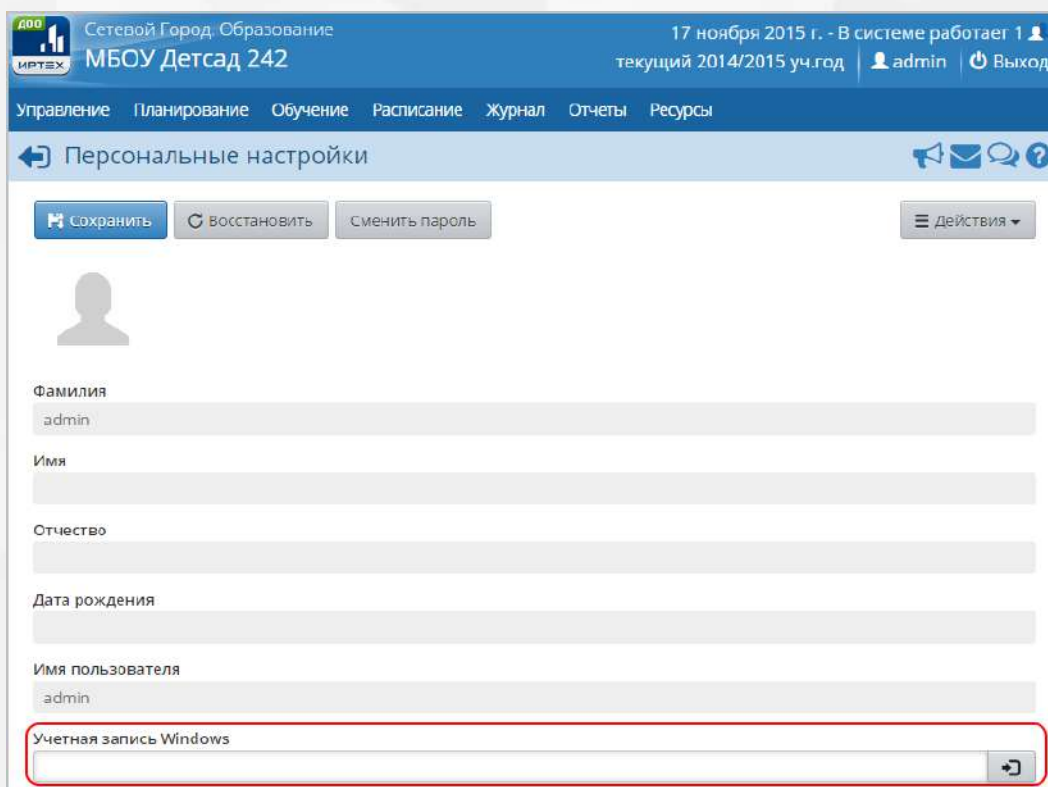 ДОО
ИРТЕХ
Сетевой Город. Образование
МБОУ Детсад 242
17 ноября 2015 г. - В системе работает 1
текущий 2014/2015 уч.год
admin
Выход
Управление Планирование Обучение Расписание Журнал Отчеты Ресурсы
Персональные настройки
Сохранить Восстановить Сменить пароль Действия
Фамилия
admin
Имя
Отчество
Дата рождения
Имя пользователя
admin
Учетная запись Windows